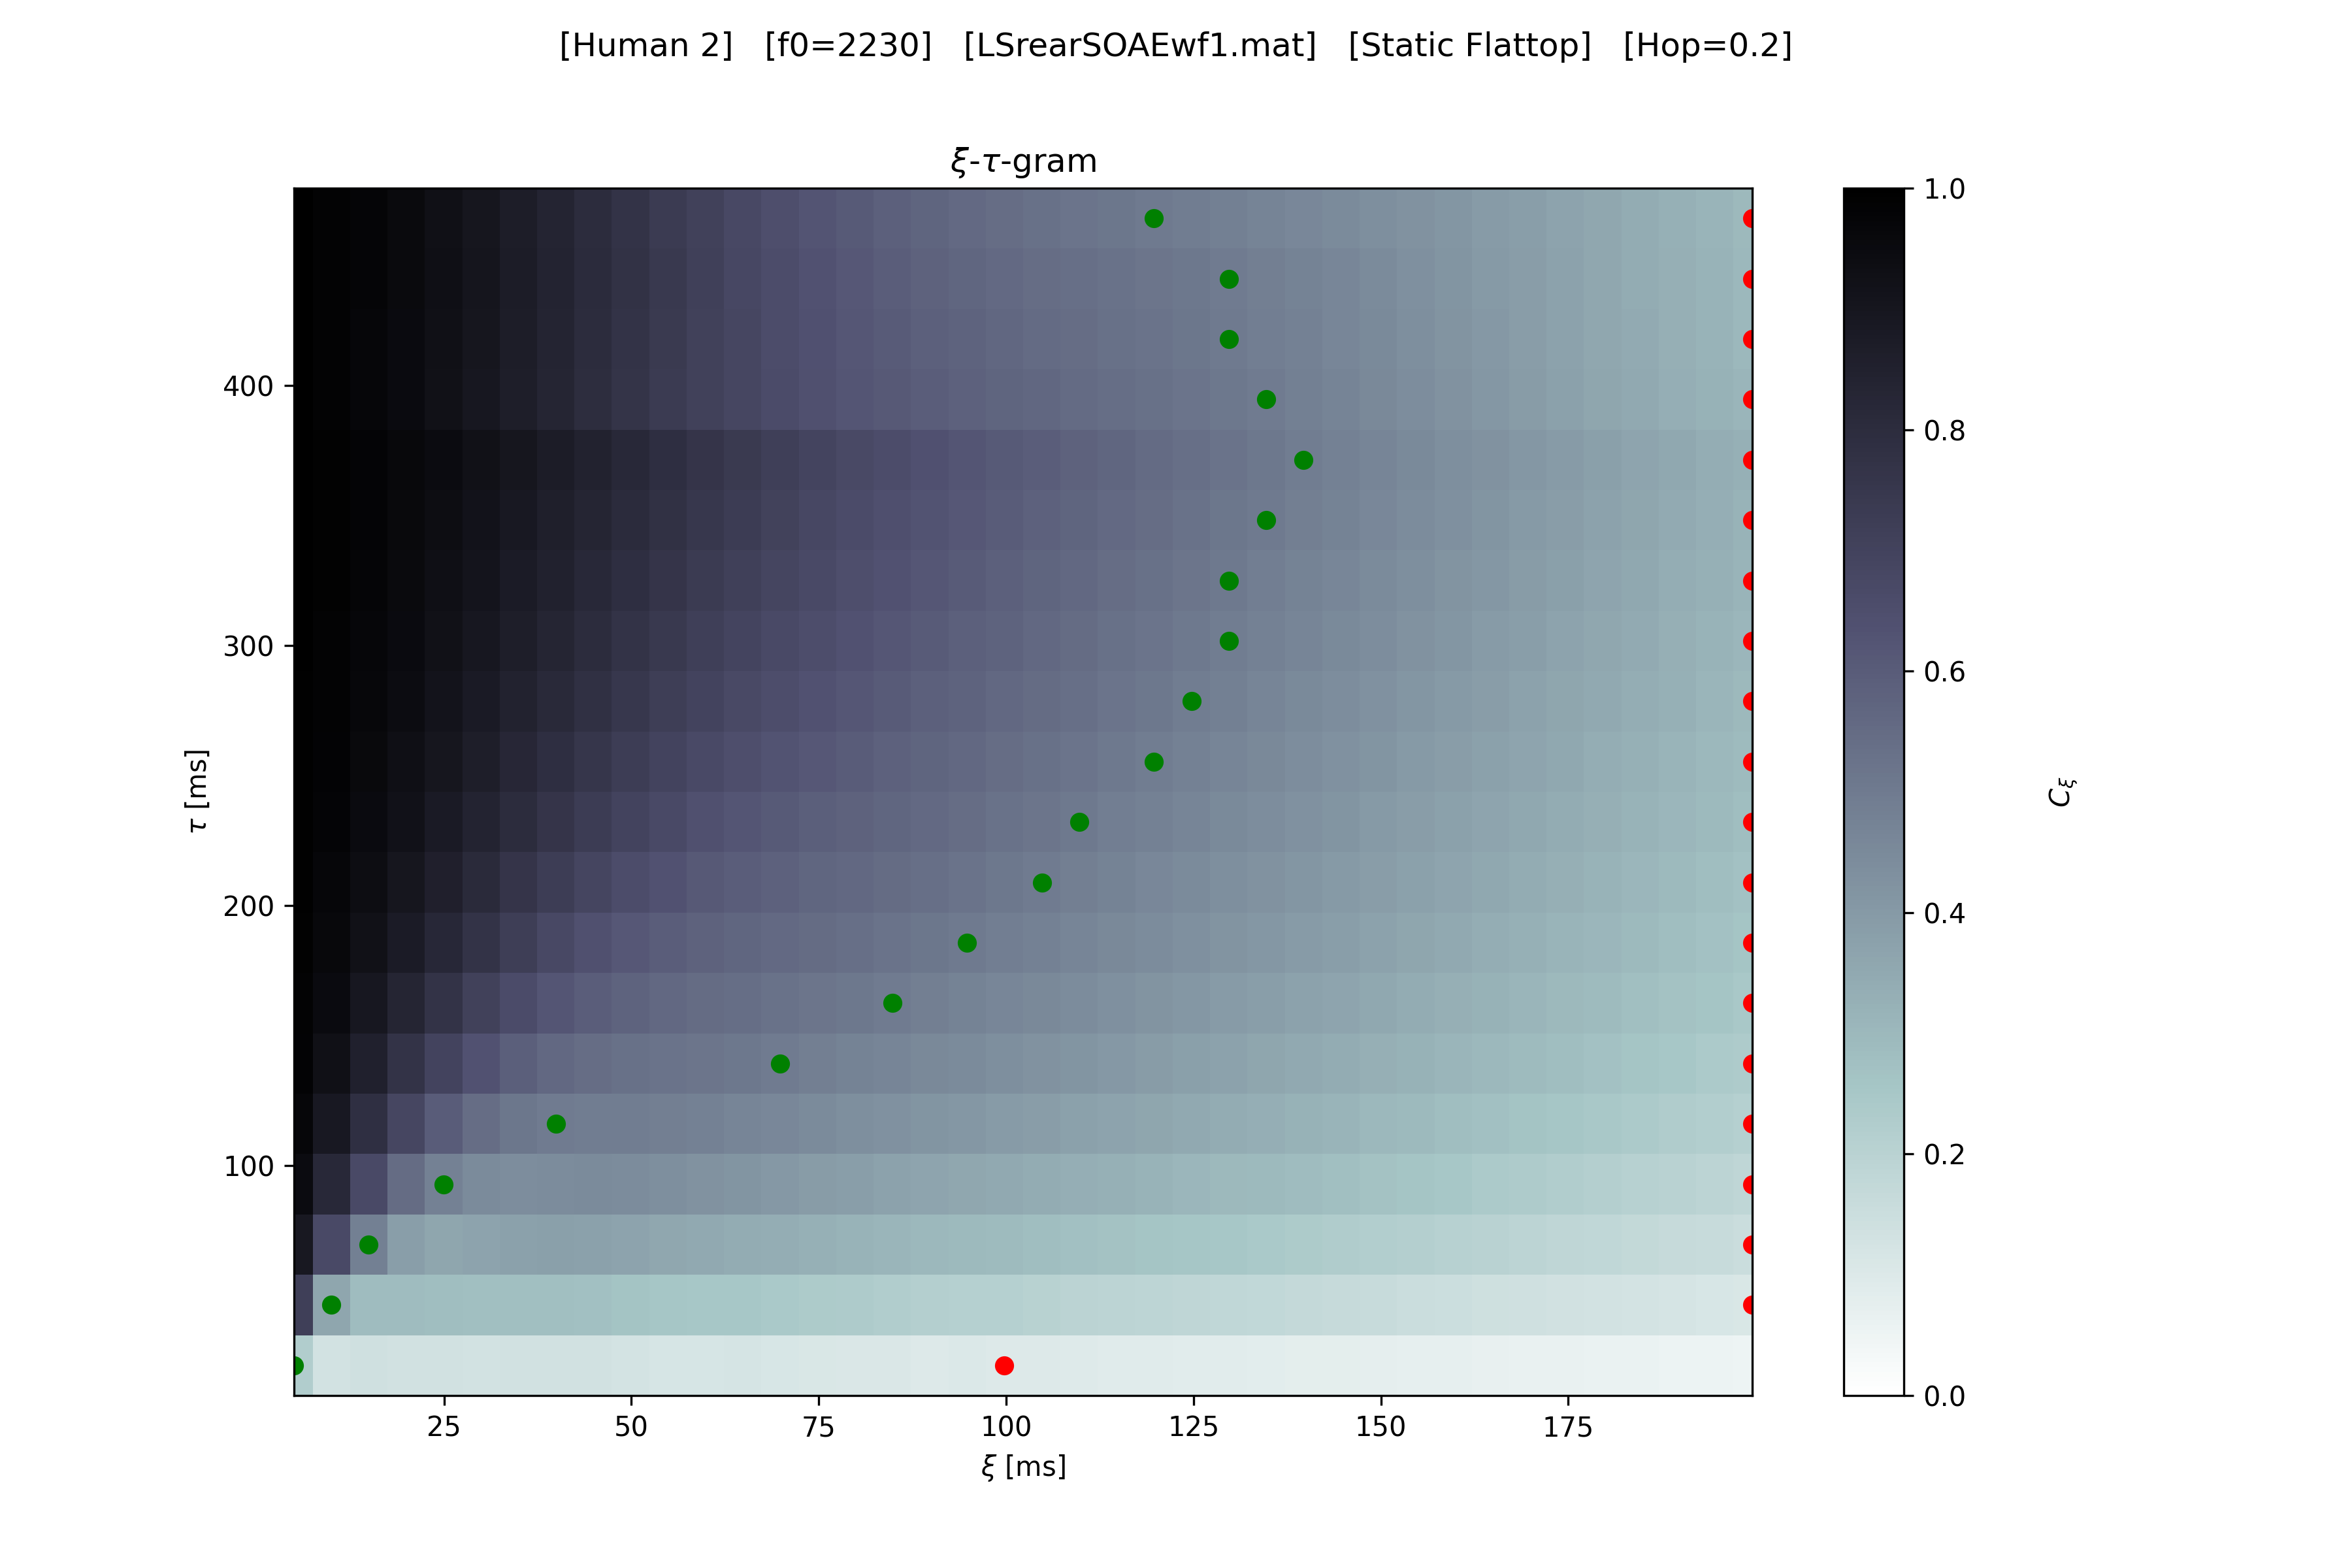 [Human 2]   [f0=2230]   [LSrearSOAEwf1.mat]   [Static Flattop]   [Hop=0.2]
ξ-τ-gram
400
300
200
100
τ [ms]
25 50 75 100 125 150 175
ξ [ms]
1.0
0.8
0.6
0.4
0.2
0.0
Cξ